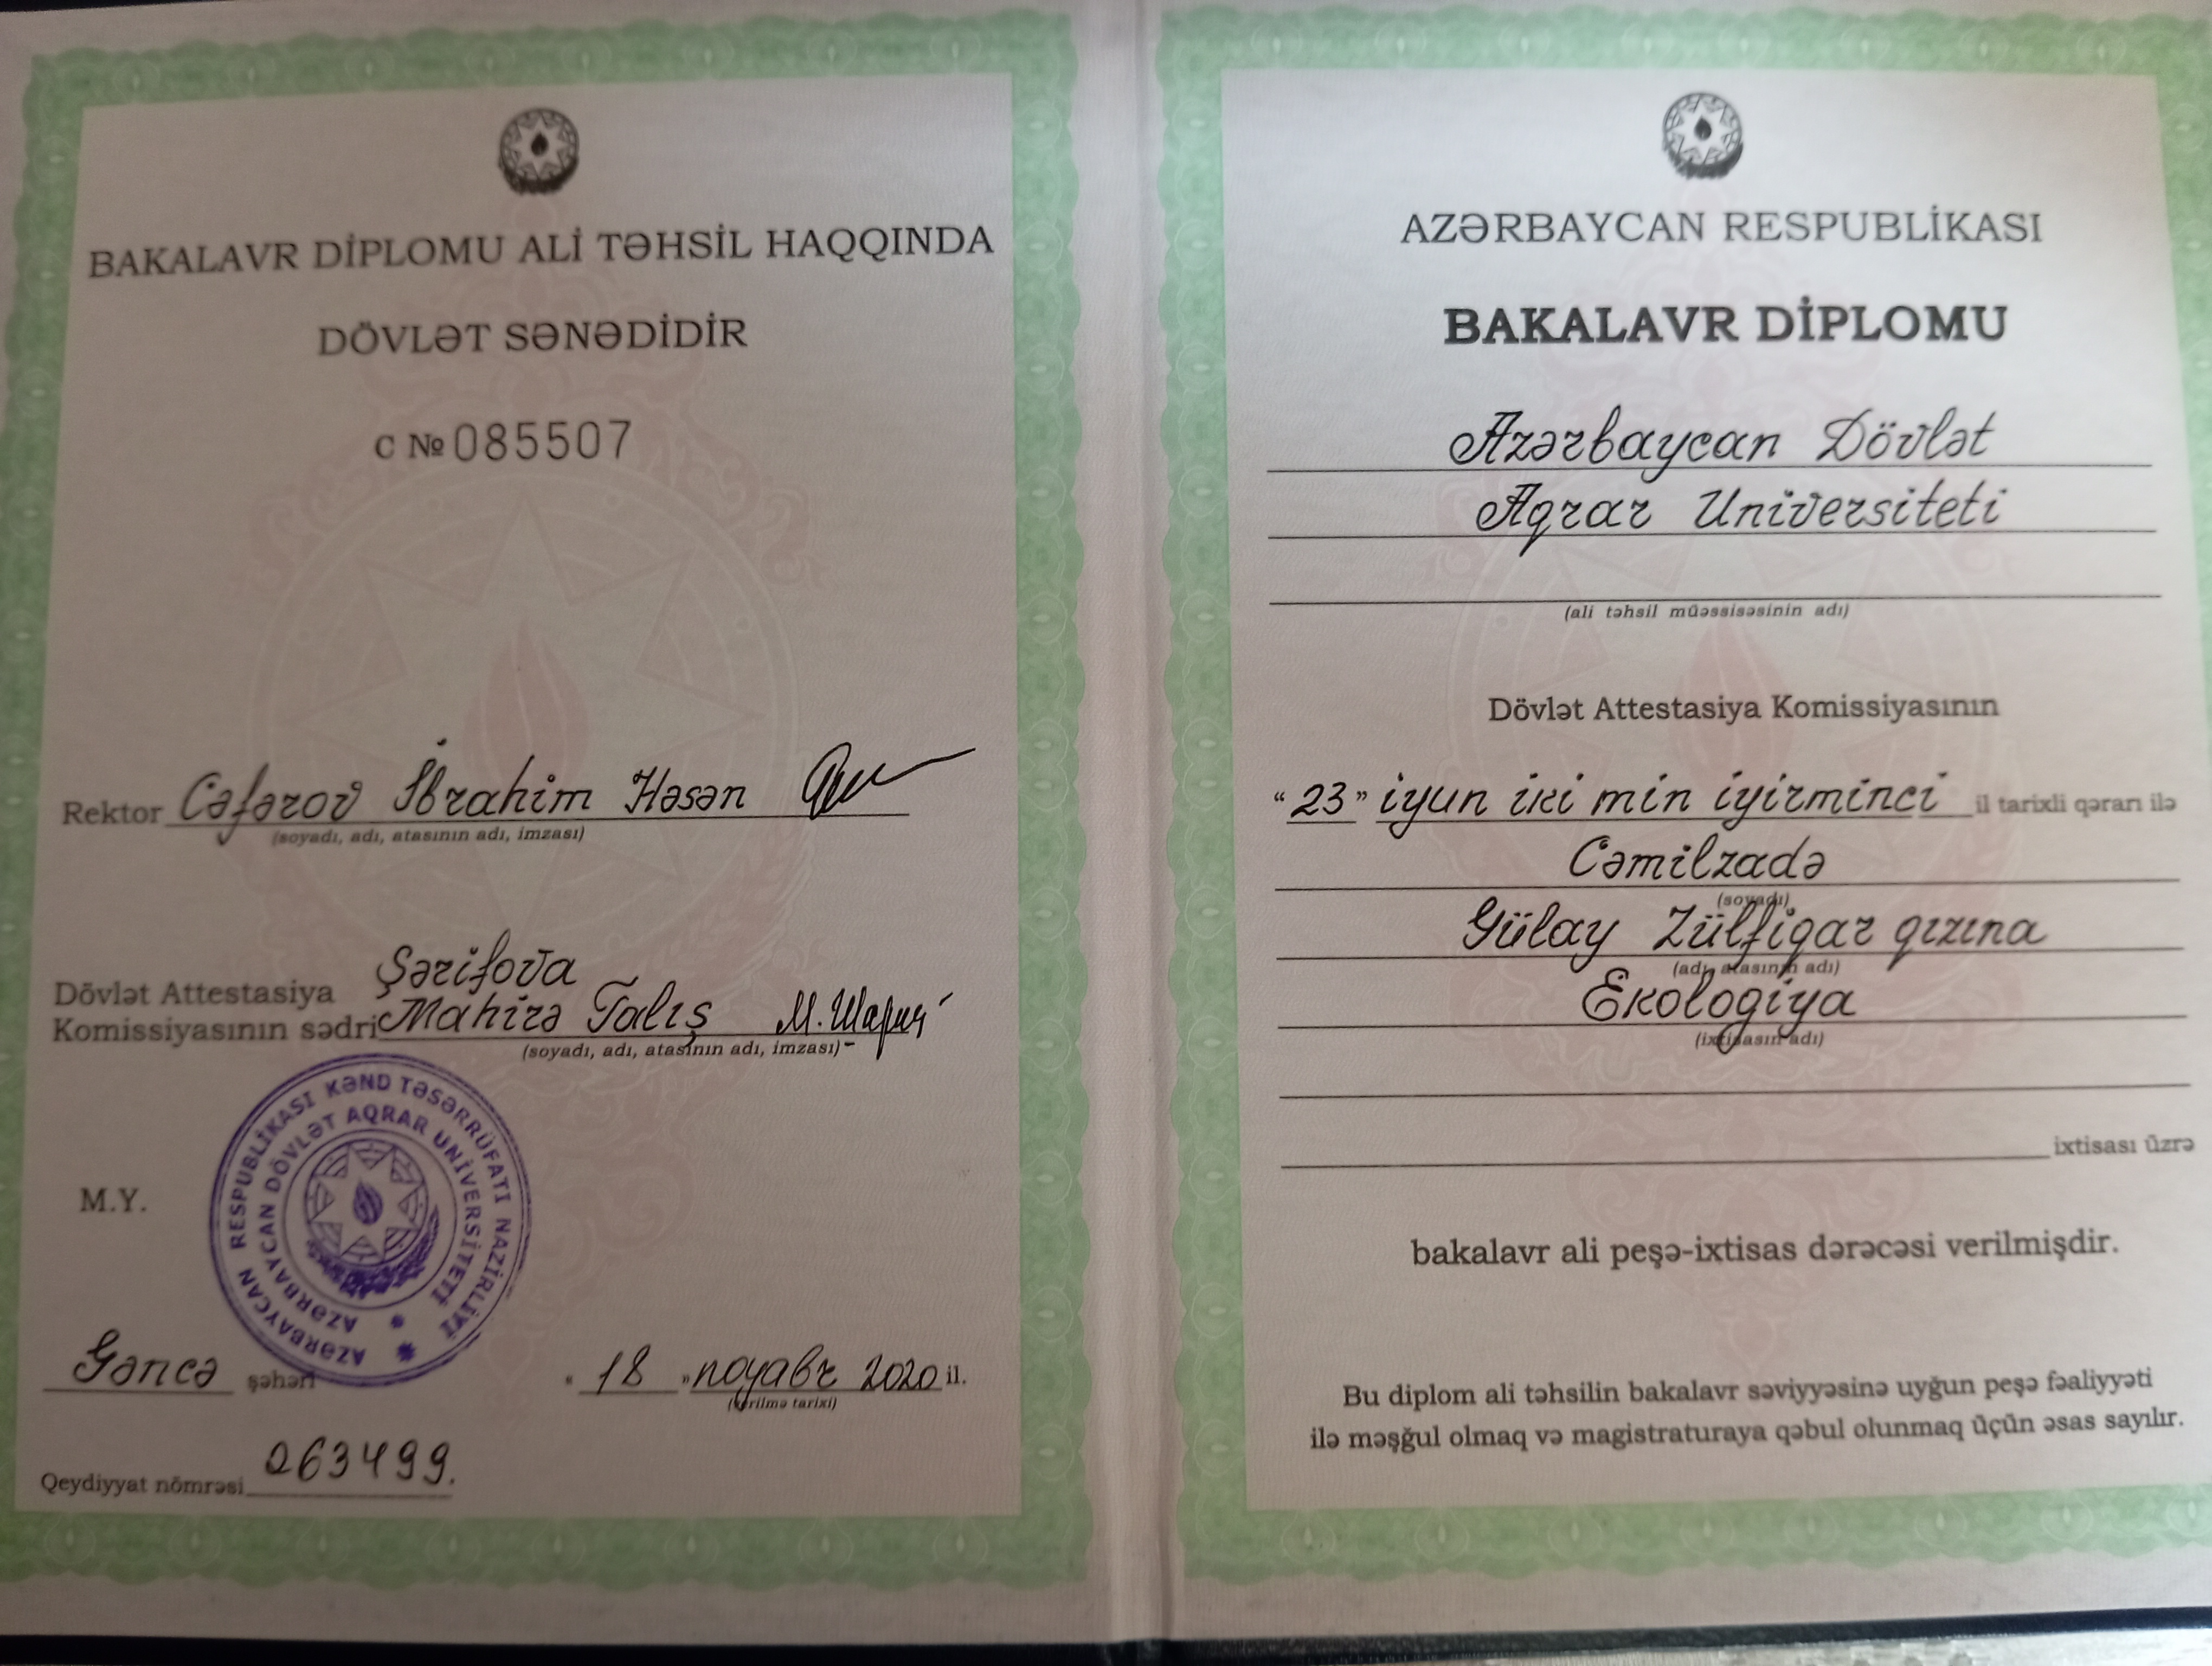 BAKALAVR DİPLOMU ALİ TƏHSİL HAQQINDA
DÖVLƏT SƏNƏDİDİR
C № 085507
Rektor Cəfərov İbrahim Həsən
(soyadı, adı, atasının adı, imzası)
Şərifova
Dövlət Attestasiya
Komissiyasının sədri Mahirə Talış М. Шариф
(soyadı, adı, atasının adı, imzası)
AZƏRBAYCAN RESPUBLİKASI KƏND TƏSƏRRÜFATI NAZİRLİYİ
AZƏRBAYCAN DÖVLƏT AQRAR UNİVERSİTETİ
M.Y.
Gəncə şəhəri
"18" noyabr 2020 il.
(verilmə tarixi)
Qeydiyyat nömrəsi 063499.
AZƏRBAYCAN RESPUBLİKASI
BAKALAVR DİPLOMU
Azərbaycan Dövlət
Aqrar Universiteti
(ali təhsil müəssisəsinin adı)
Dövlət Attestasiya Komissiyasının
"23" iyun iki min iyirminci il tarixli qərarı ilə
Cəmilzadə
(soyadı)
Gülay Zülfiqar qızına
(adı, atasının adı)
Ekologiya
(ixtisasın adı)
ixtisası üzrə
bakalavr ali peşə-ixtisas dərəcəsi verilmişdir.
Bu diplom ali təhsilin bakalavr səviyyəsinə uyğun peşə fəaliyyəti
ilə məşğul olmaq və magistraturaya qəbul olunmaq üçün əsas sayılır.